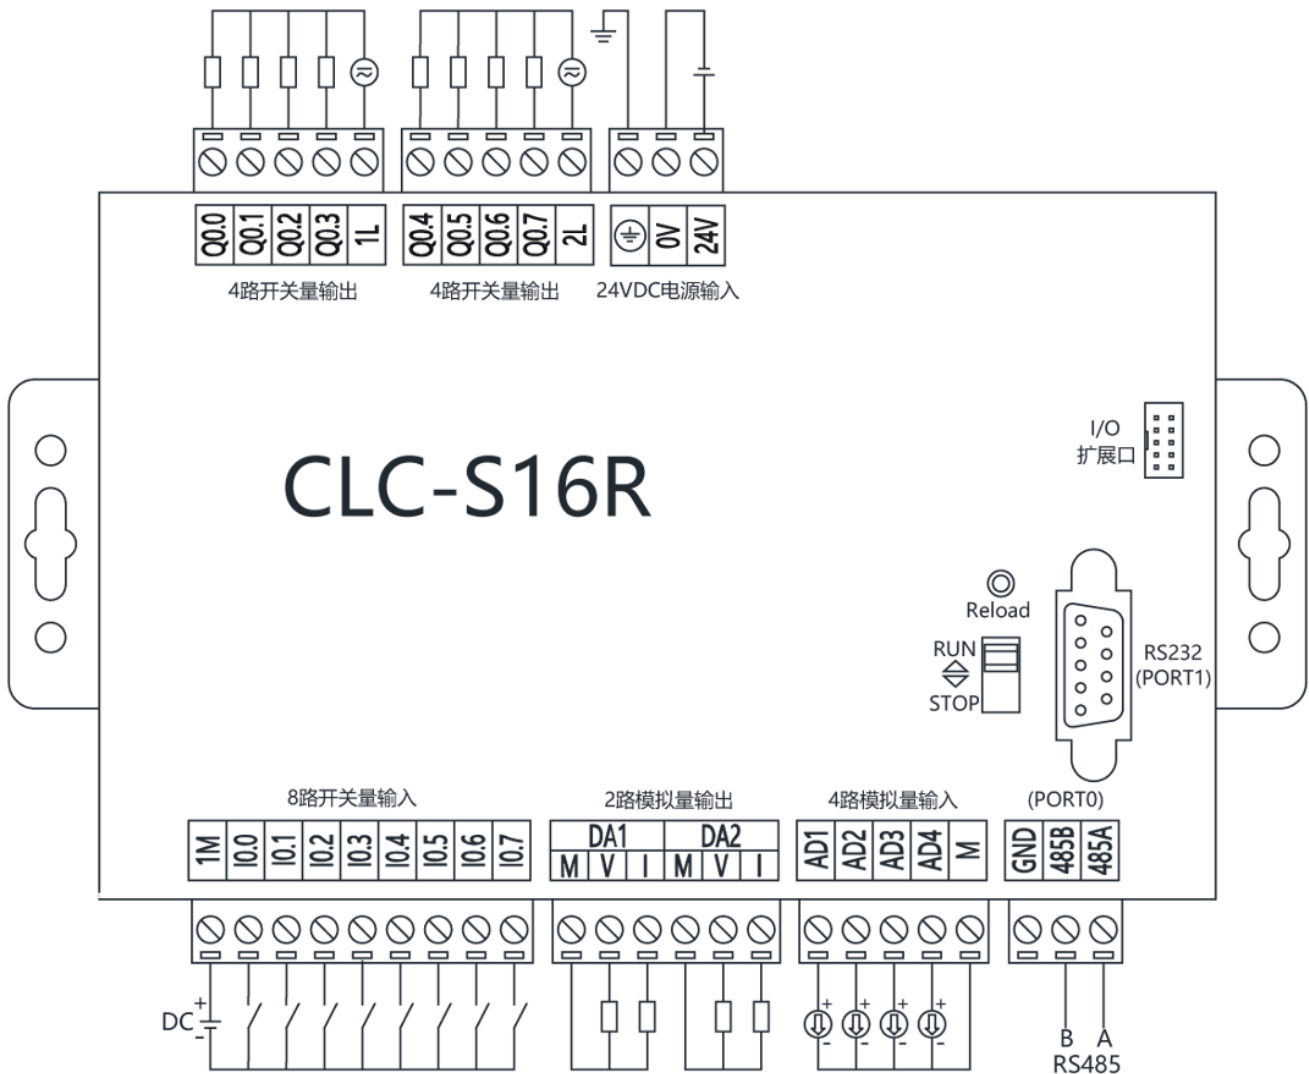 Q0.0 Q0.1 Q0.2 Q0.3 1L
Q0.4 Q0.5 Q0.6 Q0.7 2L
0V 24V
4路开关量输出
4路开关量输出
24VDC电源输入
I/O
扩展口
CLC-S16R
Reload
RUN
STOP
RS232
(PORT1)
8路开关量输入
2路模拟量输出
4路模拟量输入
(PORT0)
1M I0.0 I0.1 I0.2 I0.3 I0.4 I0.5 I0.6 I0.7
DA1 DA2
M V I M V I
AD1 AD2 AD3 AD4 M
GND 485B 485A
DC + -
+ - + - + - + -
B A
RS485